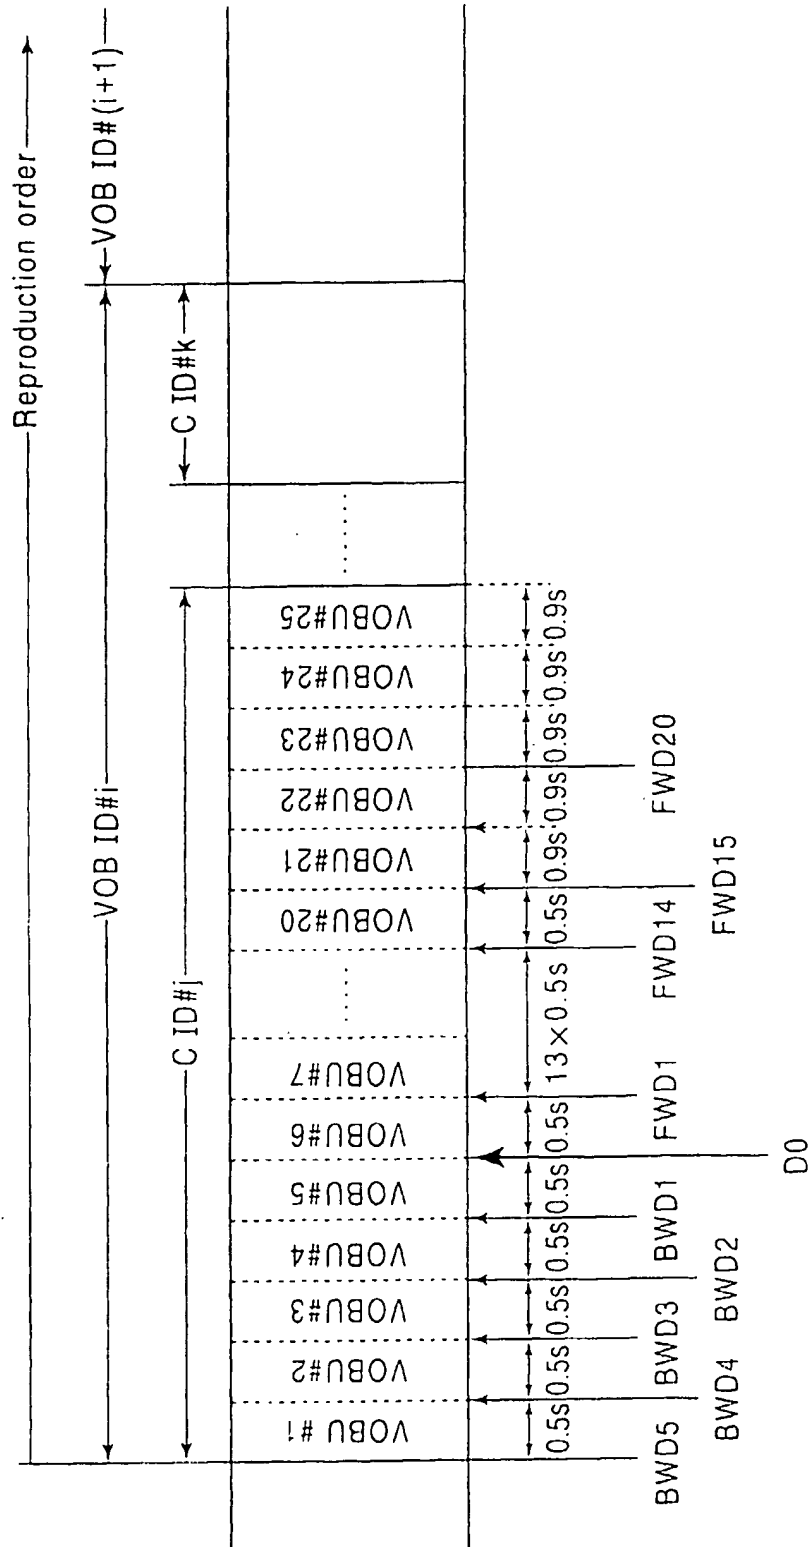 Reproduction order
VOB ID#i
VOB ID#(i+1)
C ID#j
C ID#k
VOBU #1
VOBU#2
VOBU#3
VOBU#4
VOBU#5
VOBU#6
VOBU#7
........
VOBU#20
VOBU#21
VOBU#22
VOBU#23
VOBU#24
VOBU#25
........
0.5s 0.5s 0.5s 0.5s 0.5s 0.5s 13×0.5s 0.5s 0.9s 0.9s 0.9s 0.9s 0.9s
BWD5
BWD4
BWD3
BWD2
BWD1
D0
FWD1
FWD14
FWD15
FWD20